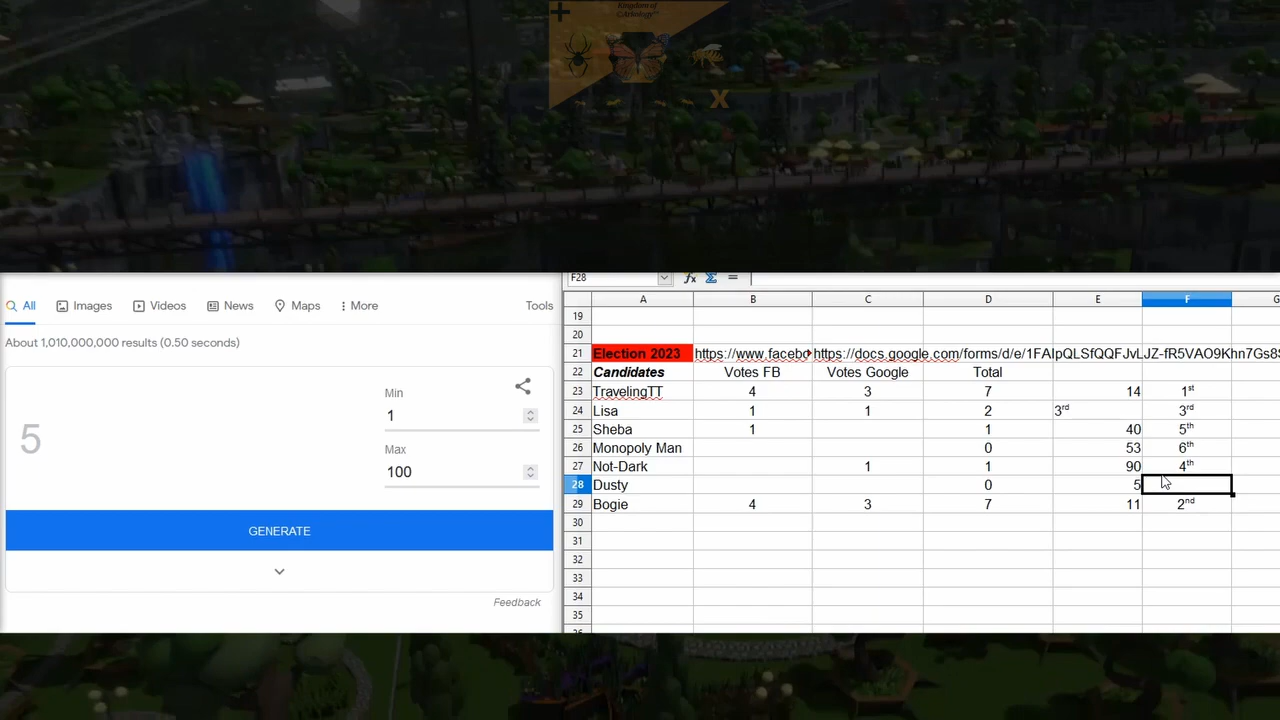 Kingdom of
X
All Images Videos News Maps More Tools
About 1,010,000,000 results (0.50 seconds)
5
Min
1
Max
100
GENERATE
Feedback
F28 fx Σ =
A B C D E F G
19
20
21 Election 2023 https://www.facebo https://docs.google.com/forms/d/e/1FAIpQLSfQQFJvLJZ-fR5VAO9Khn7Gs8S
22 Candidates Votes FB Votes Google Total
23 TravelingTT 4 3 7 14 1st
24 Lisa 1 1 2 3rd 3rd
25 Sheba 1 1 40 5th
26 Monopoly Man 0 53 6th
27 Not-Dark 1 1 90 4th
28 Dusty 0 5
29 Bogie 4 3 7 11 2nd
30
31
32
33
34
35